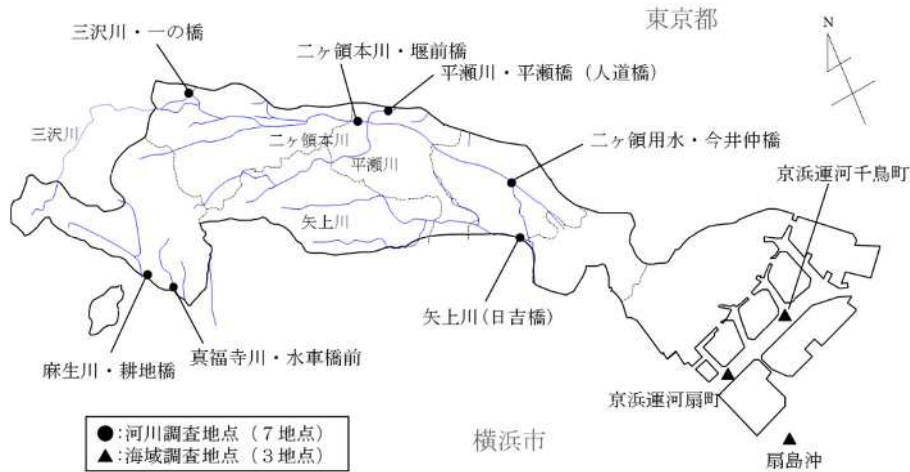 東京都
三沢川・一の橋
二ヶ領本川・堰前橋
平瀬川・平瀬橋（人道橋）
N
三沢川
二ヶ領本川
平瀬川
二ヶ領用水・今井仲橋
京浜運河千鳥町
矢上川
矢上川(日吉橋)
真福寺川・水車橋前
麻生川・耕地橋
京浜運河扇町
●:河川調査地点（７地点）
▲:海域調査地点（３地点）
横浜市
扇島沖